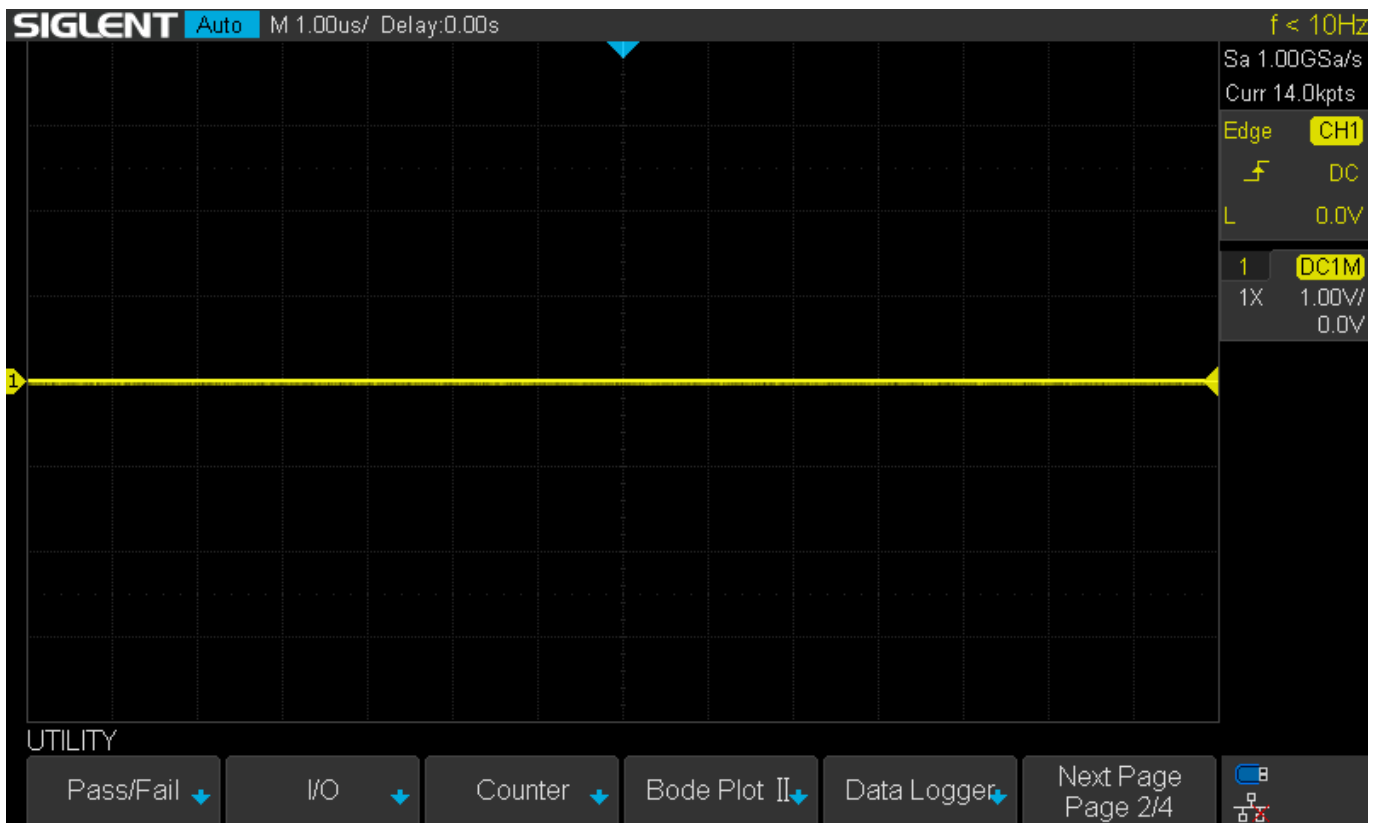 SIGLENT Auto M 1.00us/ Delay:0.00s f < 10Hz
Sa 1.00GSa/s
Curr 14.0kpts
Edge CH1
DC
L 0.0V
1 DC1M
1X 1.00V/
0.0V
1
UTILITY
Pass/Fail I/O Counter Bode Plot II Data Logger Next Page
Page 2/4